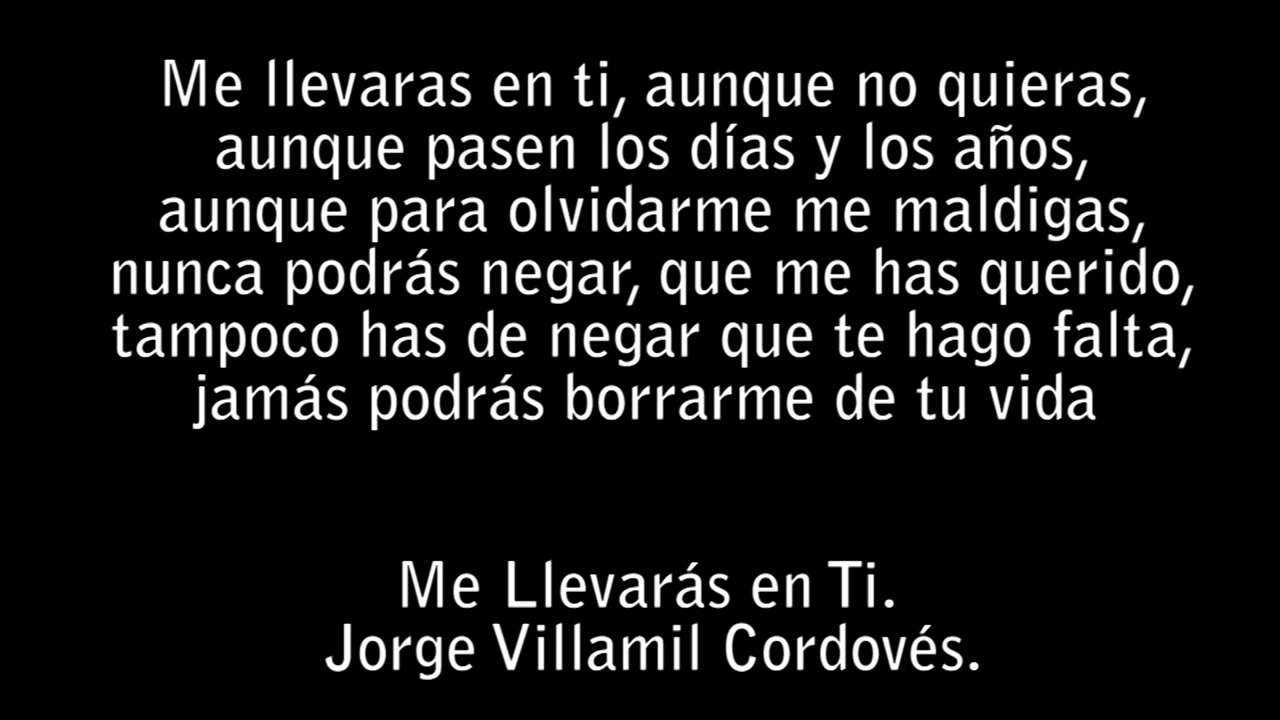 Me llevaras en ti, aunque no quieras,
aunque pasen los días y los años,
aunque para olvidarme me maldigas,
nunca podrás negar, que me has querido,
tampoco has de negar que te hago falta,
jamás podrás borrarme de tu vida
Me Llevarás en Ti.
Jorge Villamil Cordovés.